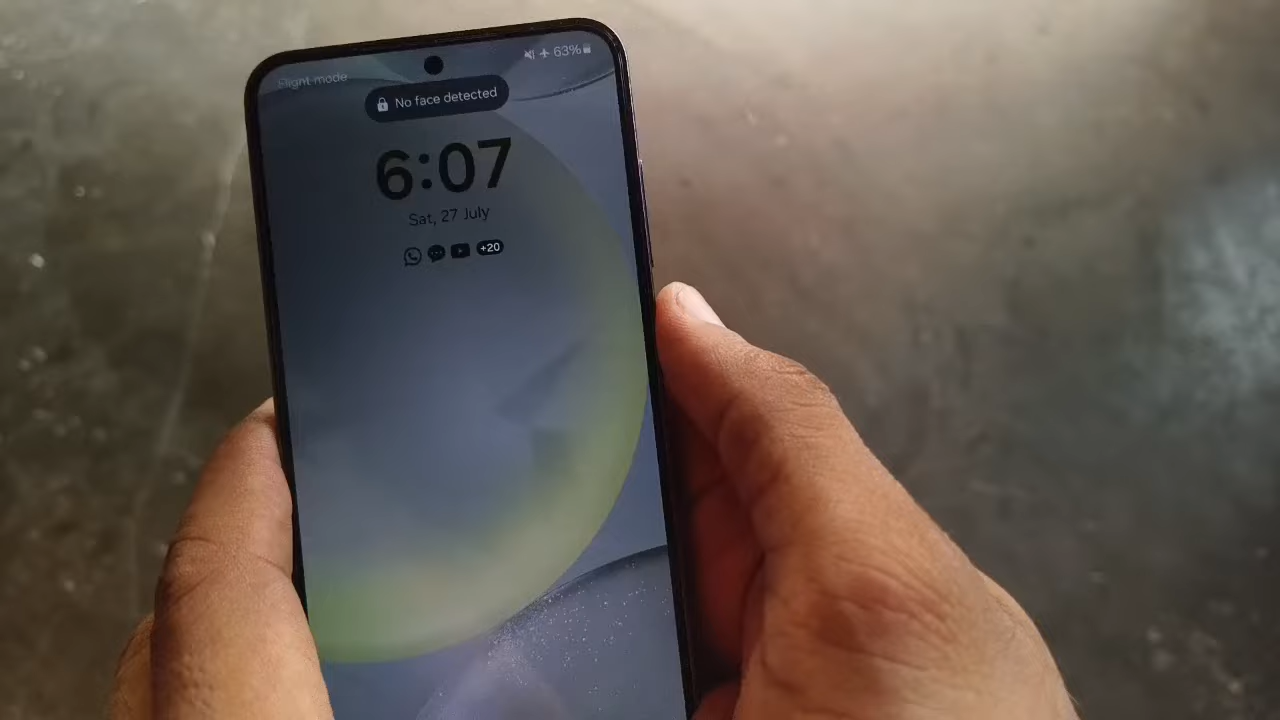 Flight mode 63%
No face detected
6:07
Sat, 27 July
+20